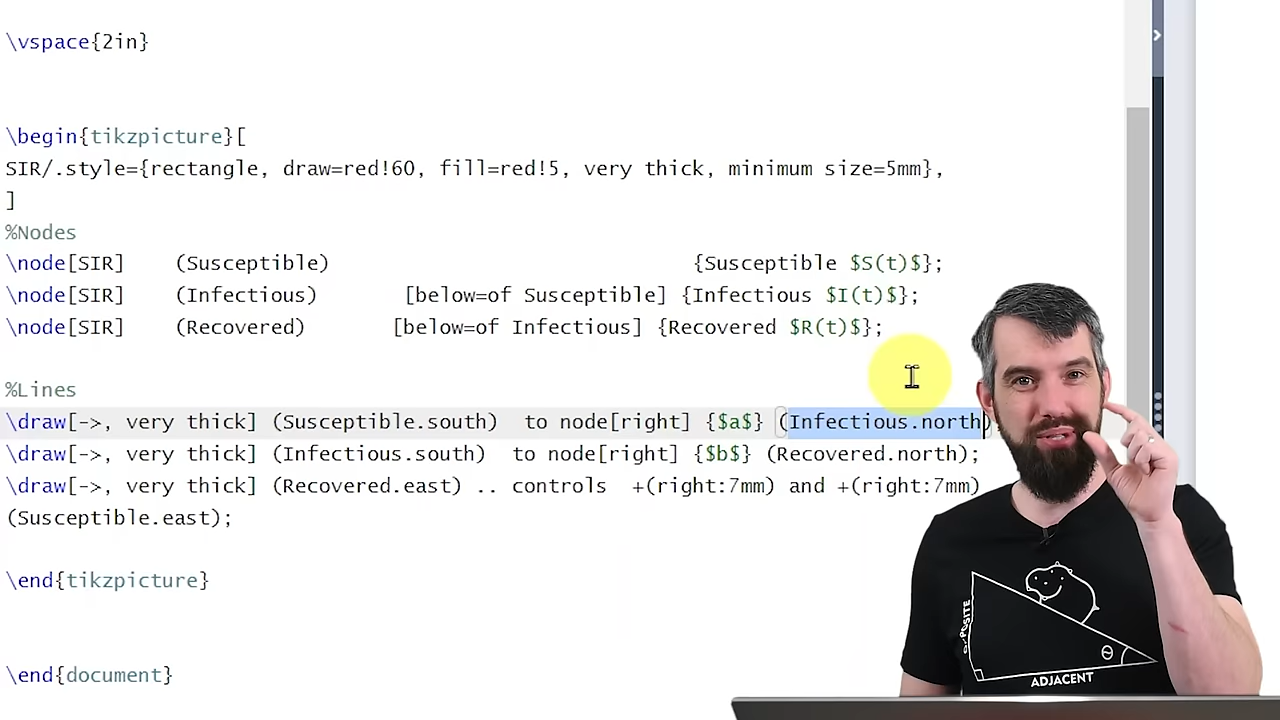 \vspace{2in}
\begin{tikzpicture}[
SIR/.style={rectangle, draw=red!60, fill=red!5, very thick, minimum size=5mm},
]
%Nodes
\node[SIR] (Susceptible) {Susceptible $S(t)$};
\node[SIR] (Infectious) [below=of Susceptible] {Infectious $I(t)$};
\node[SIR] (Recovered) [below=of Infectious] {Recovered $R(t)$};
%Lines
\draw[->, very thick] (Susceptible.south) to node[right] {$a$} (Infectious.north)
\draw[->, very thick] (Infectious.south) to node[right] {$b$} (Recovered.north);
\draw[->, very thick] (Recovered.east) .. controls +(right:7mm) and +(right:7mm)
(Susceptible.east);
\end{tikzpicture}
\end{document}
OPPOSITE
θ
ADJACENT